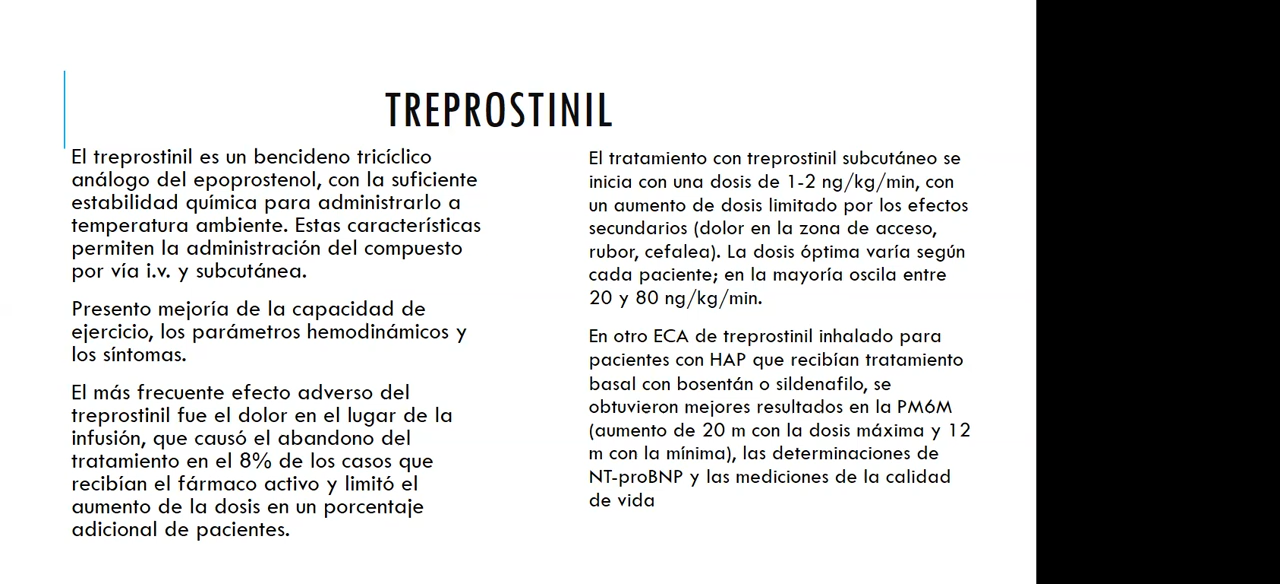 TREPROSTINIL
El treprostinil es un bencideno tricíclico
análogo del epoprostenol, con la suficiente
estabilidad química para administrarlo a
temperatura ambiente. Estas características
permiten la administración del compuesto
por vía i.v. y subcutánea.
Presento mejoría de la capacidad de
ejercicio, los parámetros hemodinámicos y
los síntomas.
El más frecuente efecto adverso del
treprostinil fue el dolor en el lugar de la
infusión, que causó el abandono del
tratamiento en el 8% de los casos que
recibían el fármaco activo y limitó el
aumento de la dosis en un porcentaje
adicional de pacientes.
El tratamiento con treprostinil subcutáneo se
inicia con una dosis de 1-2 ng/kg/min, con
un aumento de dosis limitado por los efectos
secundarios (dolor en la zona de acceso,
rubor, cefalea). La dosis óptima varía según
cada paciente; en la mayoría oscila entre
20 y 80 ng/kg/min.
En otro ECA de treprostinil inhalado para
pacientes con HAP que recibían tratamiento
basal con bosentán o sildenafilo, se
obtuvieron mejores resultados en la PM6M
(aumento de 20 m con la dosis máxima y 12
m con la mínima), las determinaciones de
NT-proBNP y las mediciones de la calidad
de vida